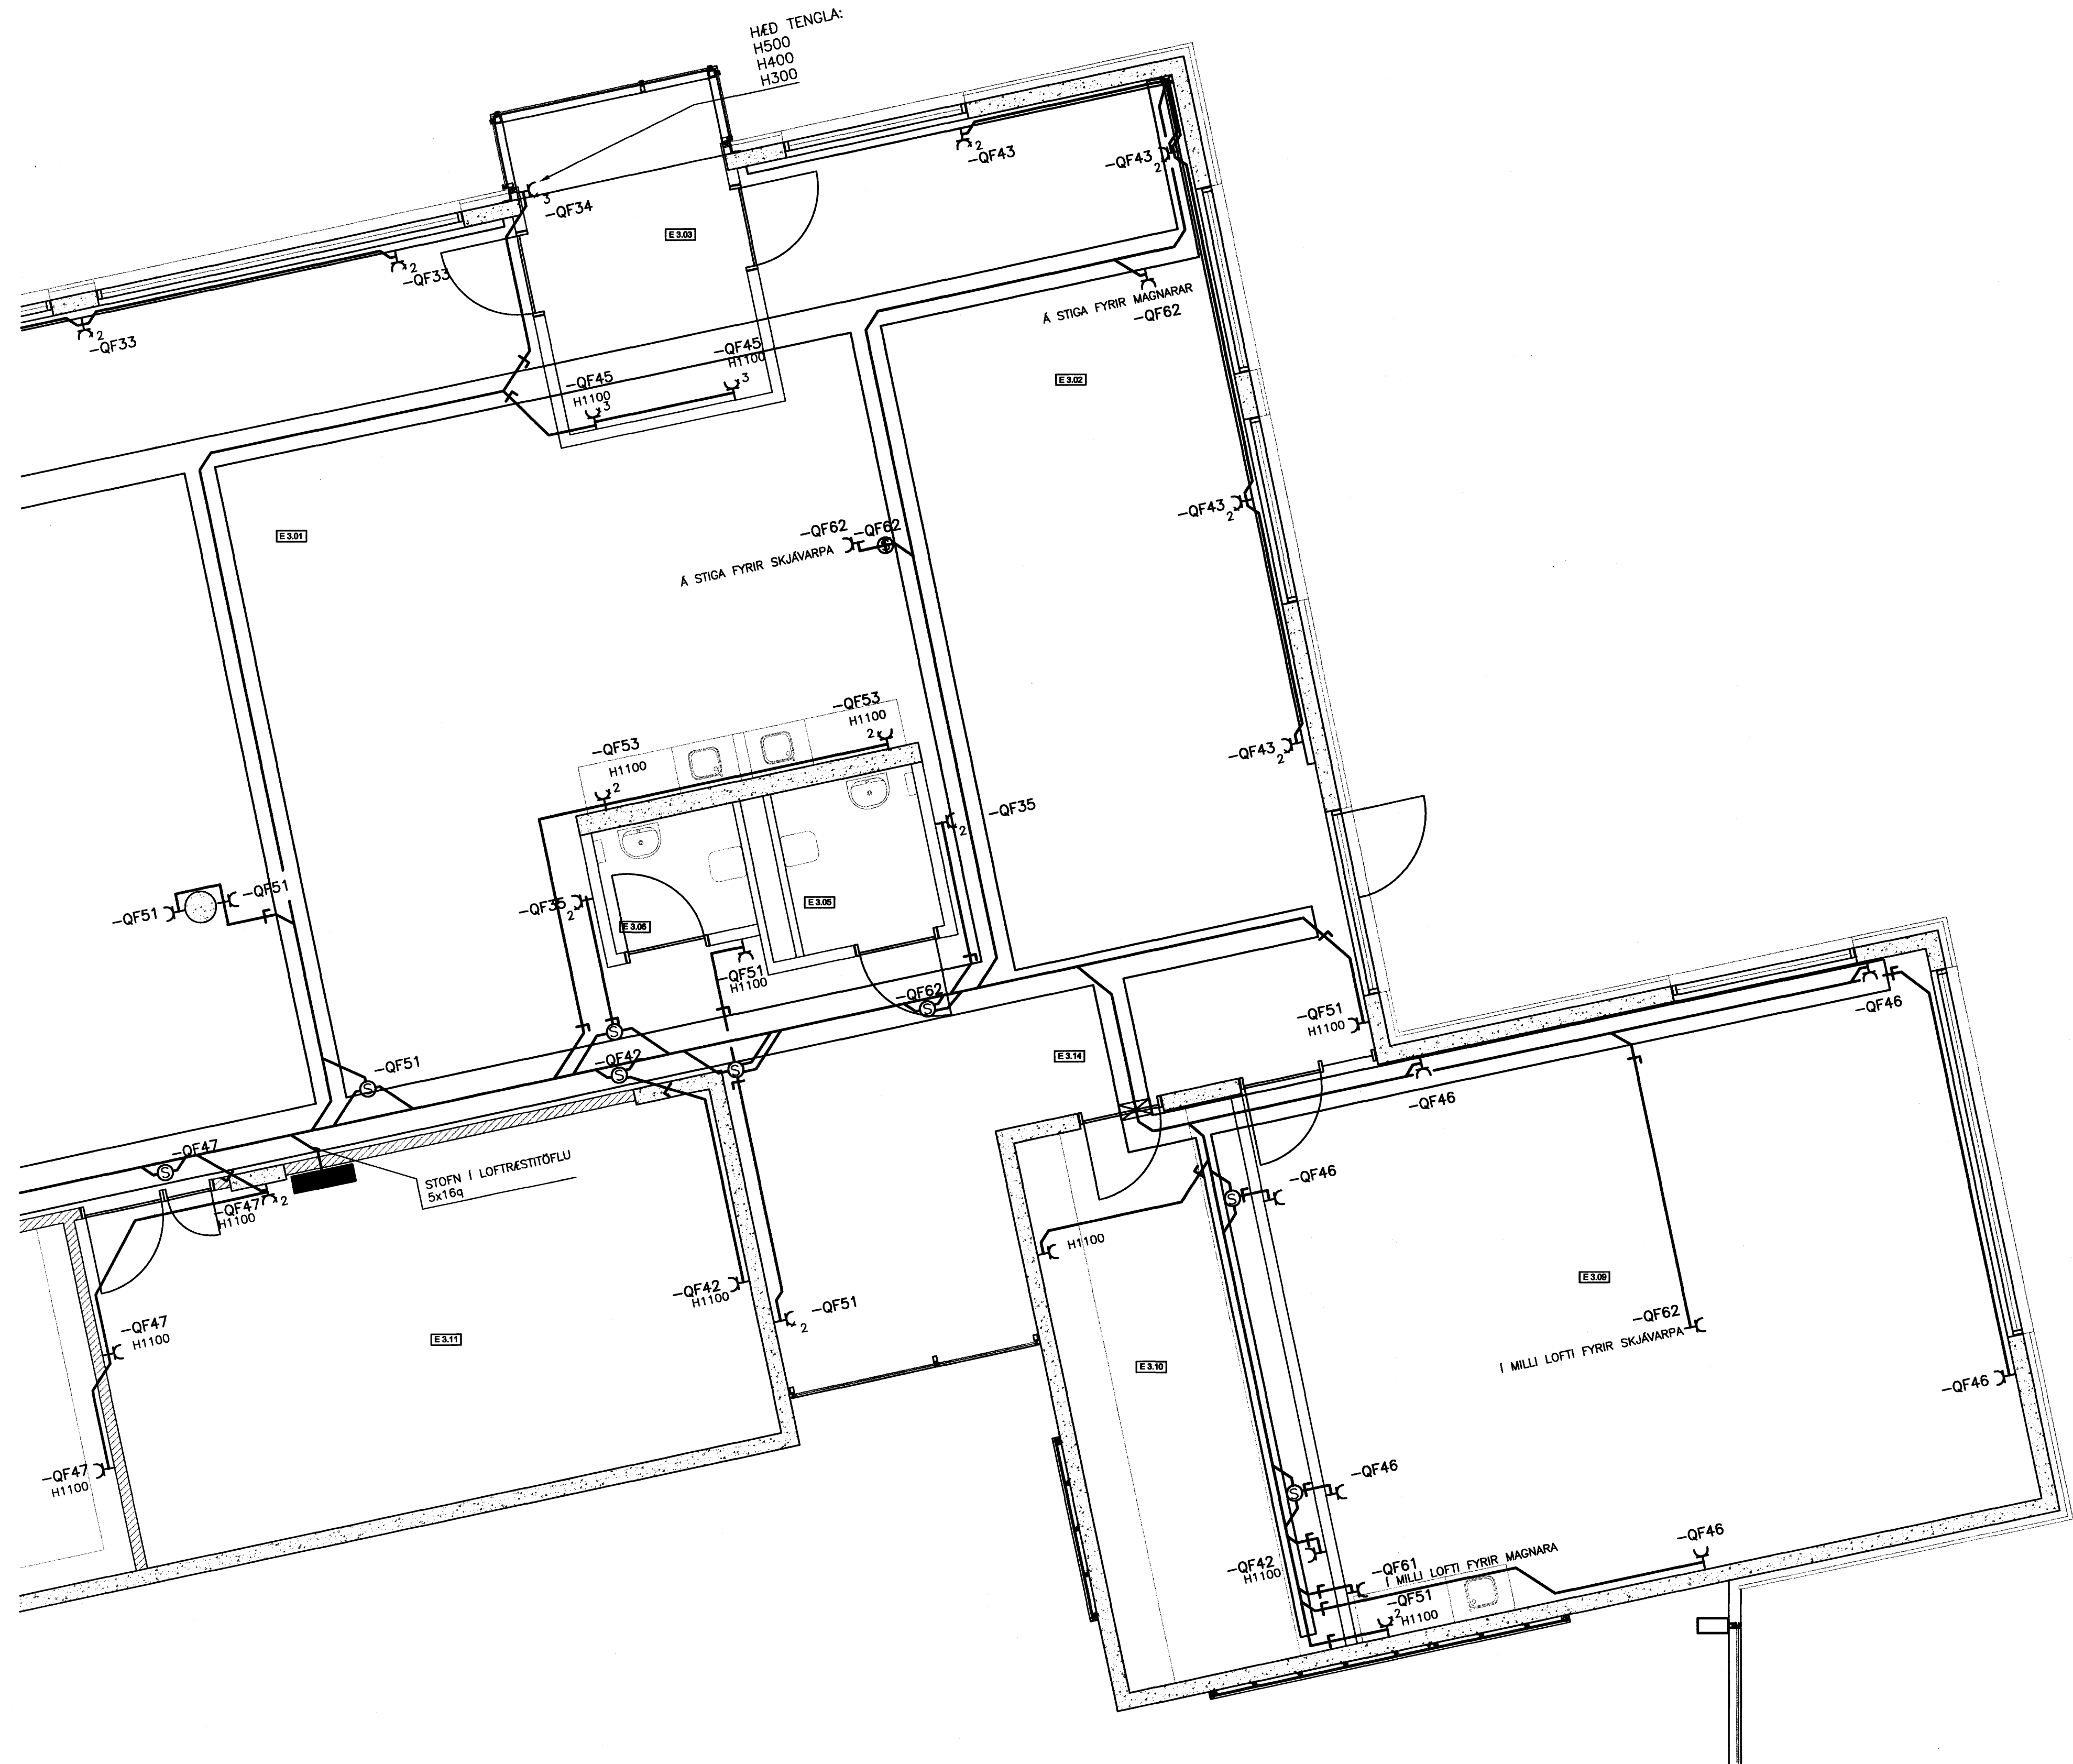 HÆÐ TENGLA:
H500
H400
H300
-QF43
2
-QF43
2
3
-QF34
E 3.03
2
-QF33
2
-QF33
Á STIGA FYRIR MAGNARAR
-QF62
-QF45
H1100
3
-QF45
H1100
3
E 3.02
E 3.01
-QF62
-QF62
Á STIGA FYRIR SKJÁVARPA
-QF43
2
-QF53
H1100
2
-QF53
H1100
2
-QF43
2
-QF35
2
-QF51
-QF51
-QF35
2
E 3.06
E 3.05
-QF51
H1100
-QF62
-QF51
H1100
-QF46
S
S
-QF42
S
S
S
-QF51
S
E 3.14
-QF46
-QF47
S
STOFN Í LOFTRÆSTITÖFLU
5x16q
-QF47
H1100
2
-QF46
S
H1100
-QF42
H1100
-QF51
2
E 3.09
-QF62
Í MILLI LOFTI FYRIR SKJÁVARPA
-QF47
H1100
E 3.11
E 3.10
-QF46
-QF47
H1100
-QF46
S
-QF46
-QF42
H1100
-QF61
Í MILLI LOFTI FYRIR MAGNARA
-QF51
2
H1100